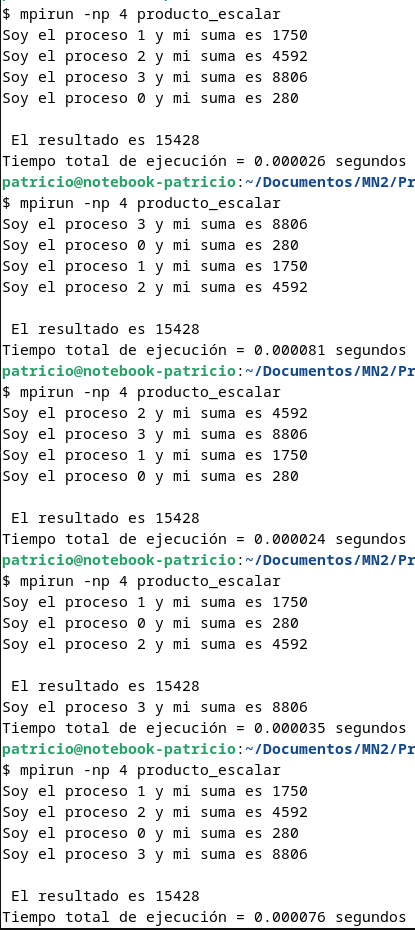 $ mpirun -np 4 producto_escalar
Soy el proceso 1 y mi suma es 1750
Soy el proceso 2 y mi suma es 4592
Soy el proceso 3 y mi suma es 8806
Soy el proceso 0 y mi suma es 280
El resultado es 15428
Tiempo total de ejecución = 0.000026 segundos
patricio@notebook-patricio:~/Documentos/MN2/Pr
$ mpirun -np 4 producto_escalar
Soy el proceso 3 y mi suma es 8806
Soy el proceso 0 y mi suma es 280
Soy el proceso 1 y mi suma es 1750
Soy el proceso 2 y mi suma es 4592
El resultado es 15428
Tiempo total de ejecución = 0.000081 segundos
patricio@notebook-patricio:~/Documentos/MN2/Pr
$ mpirun -np 4 producto_escalar
Soy el proceso 2 y mi suma es 4592
Soy el proceso 3 y mi suma es 8806
Soy el proceso 1 y mi suma es 1750
Soy el proceso 0 y mi suma es 280
El resultado es 15428
Tiempo total de ejecución = 0.000024 segundos
patricio@notebook-patricio:~/Documentos/MN2/Pr
$ mpirun -np 4 producto_escalar
Soy el proceso 1 y mi suma es 1750
Soy el proceso 0 y mi suma es 280
Soy el proceso 2 y mi suma es 4592
El resultado es 15428
Soy el proceso 3 y mi suma es 8806
Tiempo total de ejecución = 0.000035 segundos
patricio@notebook-patricio:~/Documentos/MN2/Pr
$ mpirun -np 4 producto_escalar
Soy el proceso 1 y mi suma es 1750
Soy el proceso 2 y mi suma es 4592
Soy el proceso 0 y mi suma es 280
Soy el proceso 3 y mi suma es 8806
El resultado es 15428
Tiempo total de ejecución = 0.000076 segundos